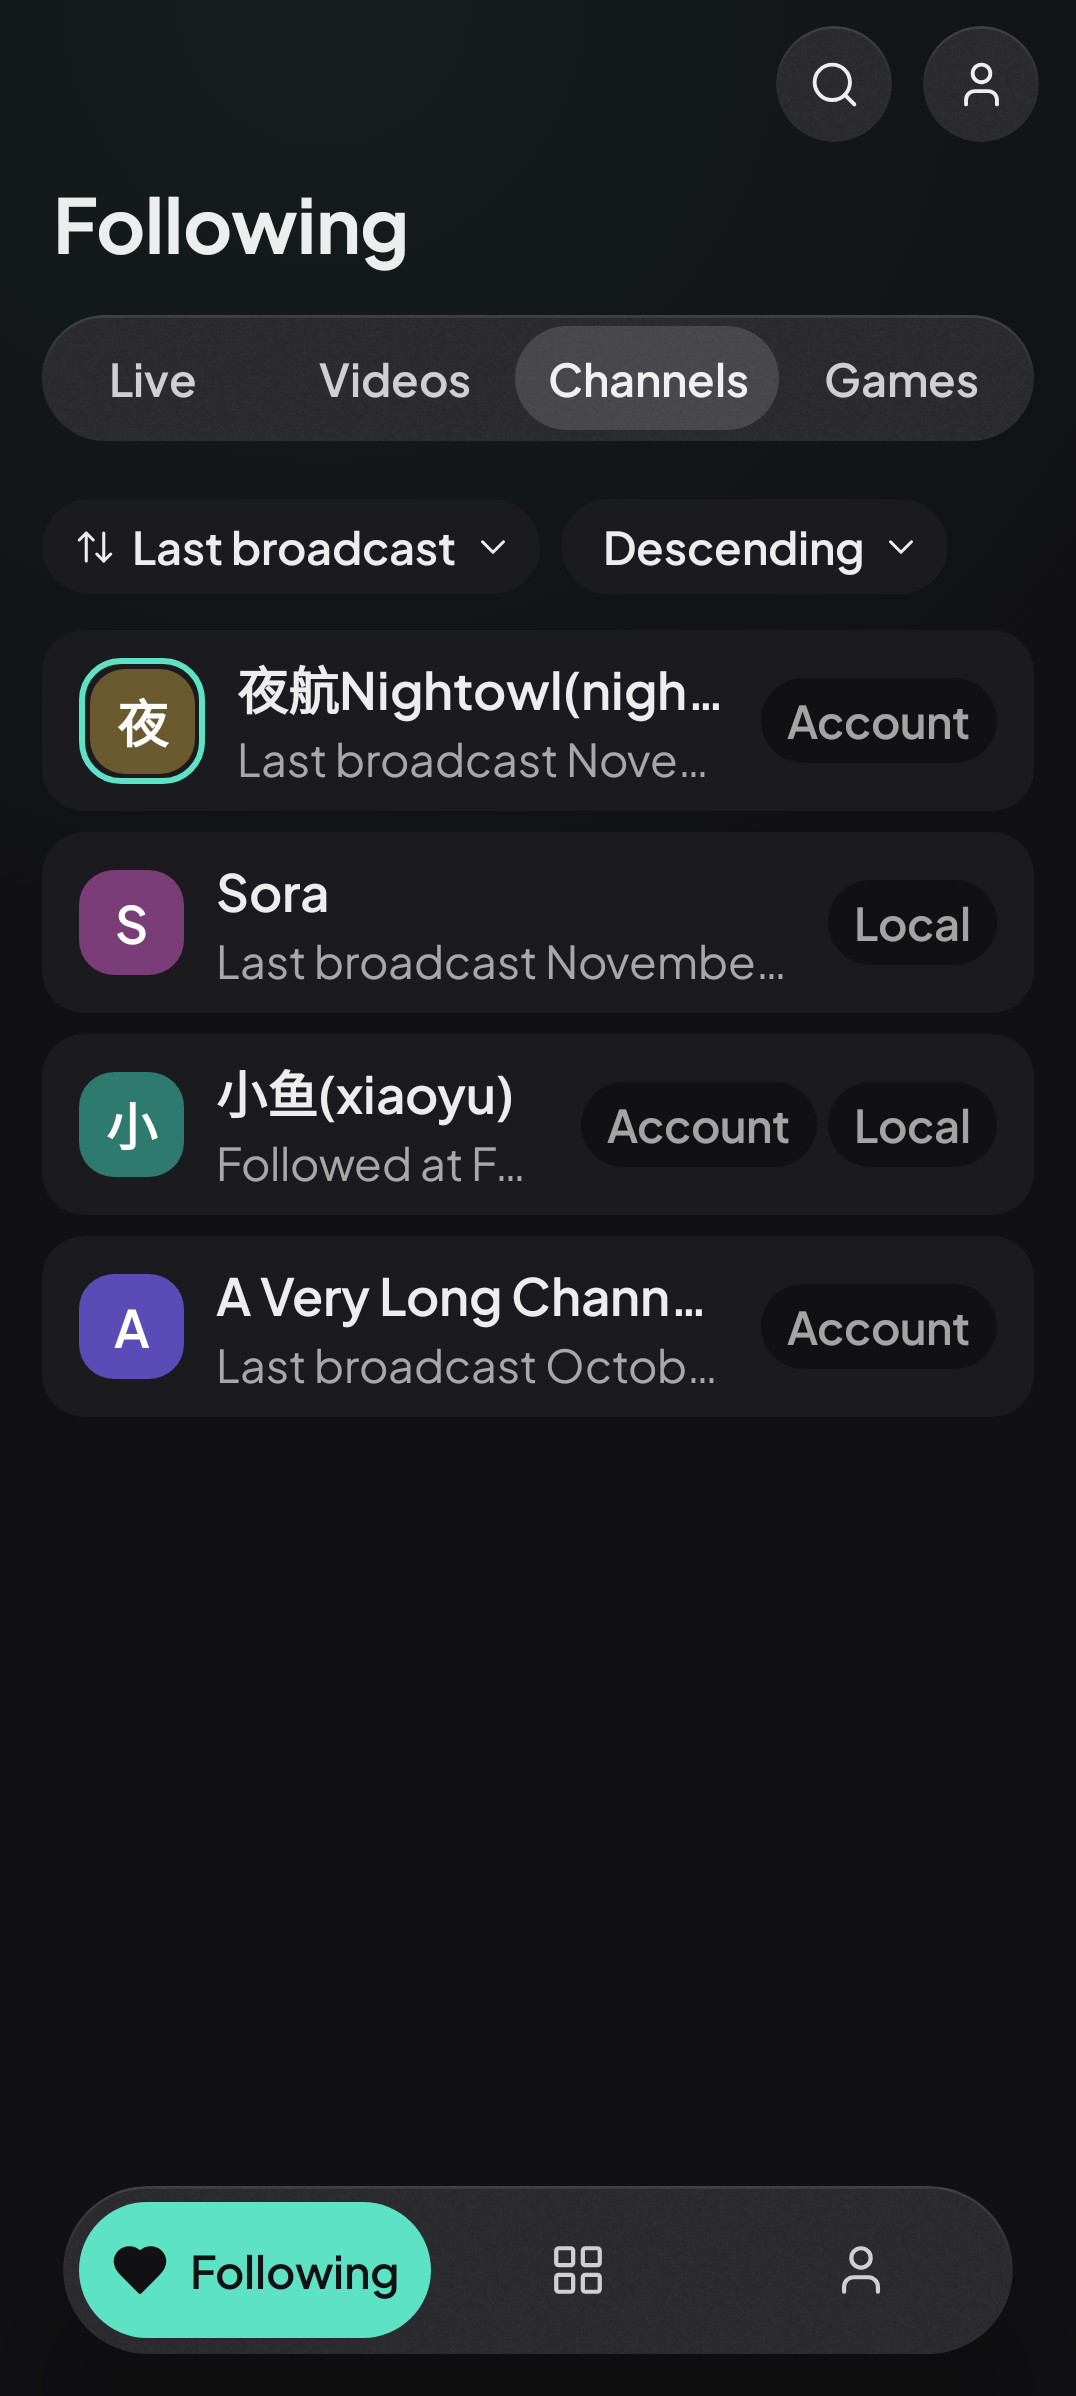 Following
Live Videos Channels Games
Last broadcast Descending
夜 夜航Nightowl(nigh... Account
Last broadcast Nove...
S Sora Local
Last broadcast Novembe...
小 小鱼(xiaoyu) Account Local
Followed at F...
A A Very Long Chann... Account
Last broadcast Octob...
Following